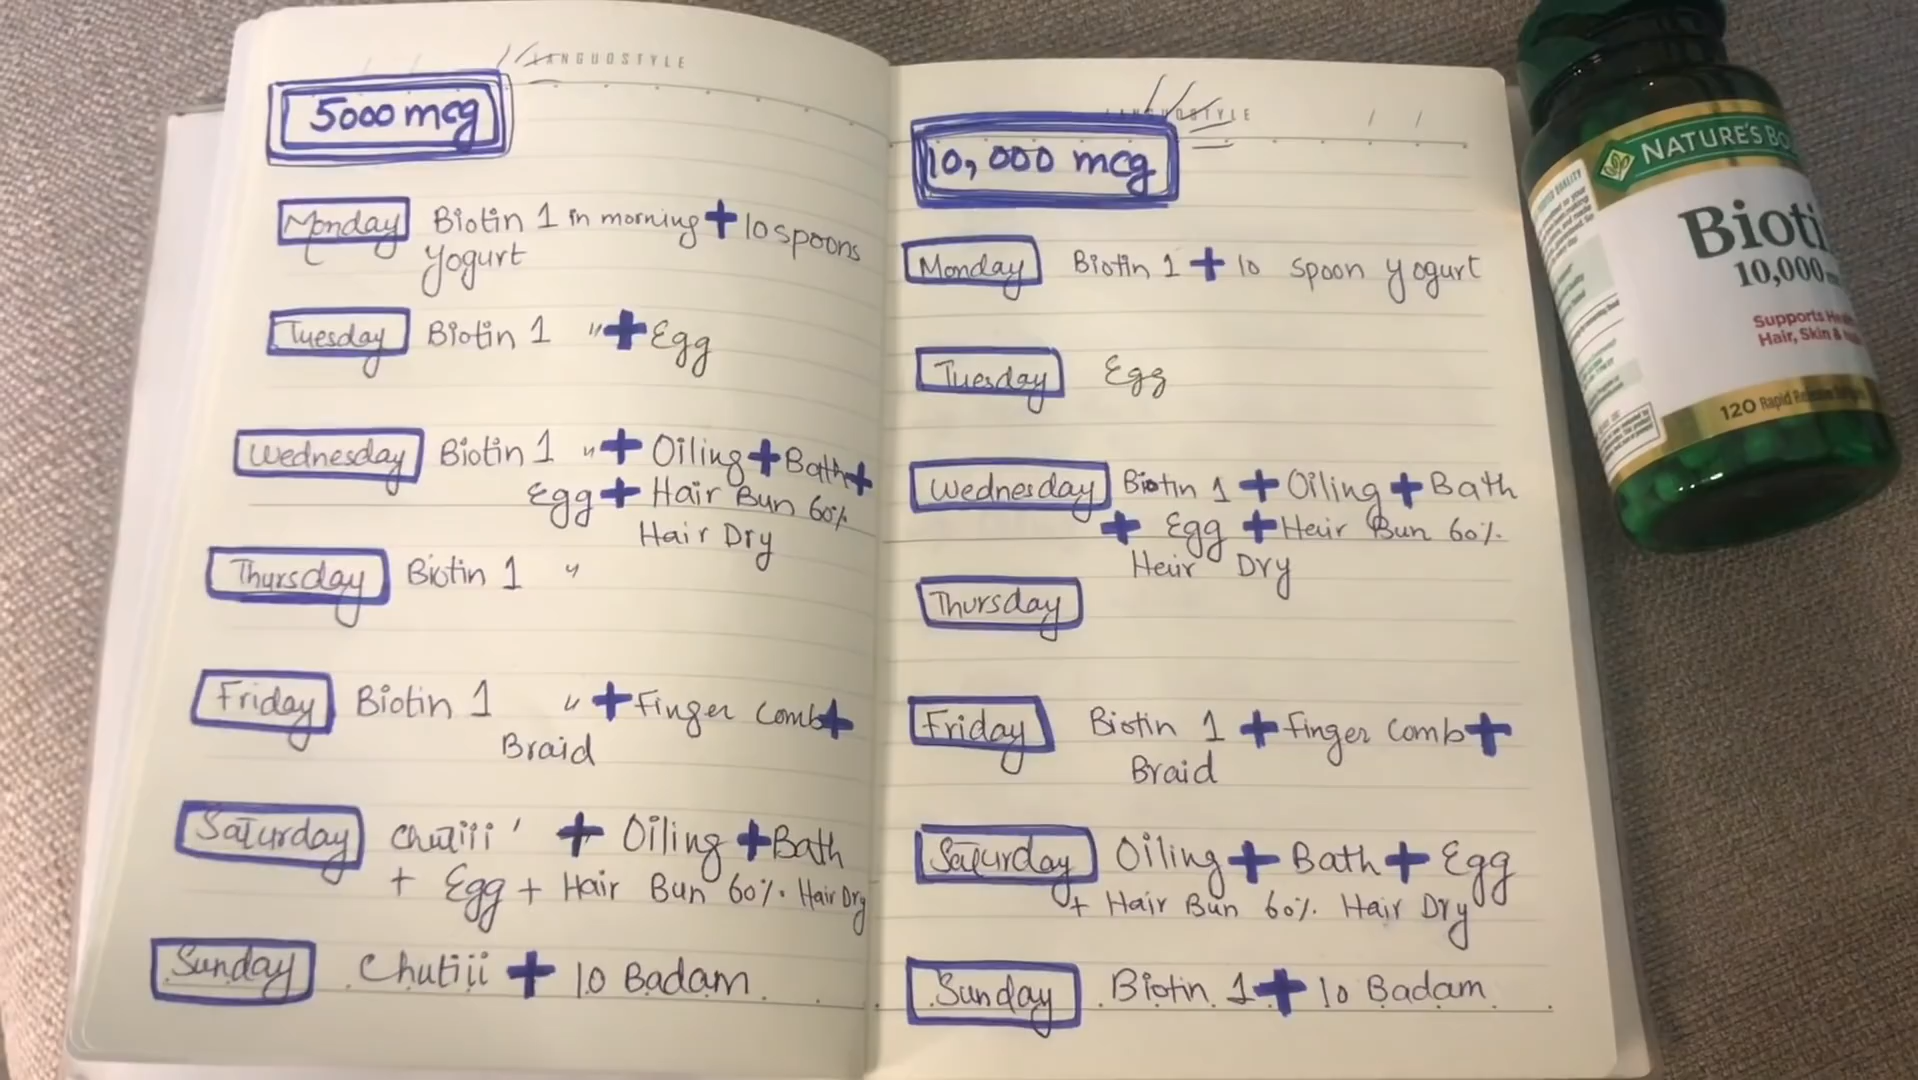 LANGUOSTYLE
5000 mcg
Monday Biotin 1 in morning + 10 spoons
Yogurt
Tuesday Biotin 1 " + Egg
Wednesday Biotin 1 " + Oiling + Bath +
Egg + Hair Bun 60%
Hair Dry
Thursday Biotin 1 "
Friday Biotin 1 " + Finger Comb +
Braid
Saturday Chutiii ' + Oiling + Bath
+ Egg + Hair Bun 60%. Hair Dry
Sunday Chutiii + 10 Badam
LANGUOSTYLE
10,000 mcg
Monday Biotin 1 + 10 Spoon Yogurt
Tuesday Egg
Wednesday Biotin 1 + Oiling + Bath
+ Egg + Heir Bun 60%.
Heir Dry
Thursday
Friday Biotin 1 + Finger Comb +
Braid
Saturday Oiling + Bath + Egg
+ Hair Bun 60%. Hair Dry
Sunday Biotin 1 + 10 Badam
NATURE'S BO
Bioti
10,000
Supports He
Hair, Skin &
120 Rapid Release